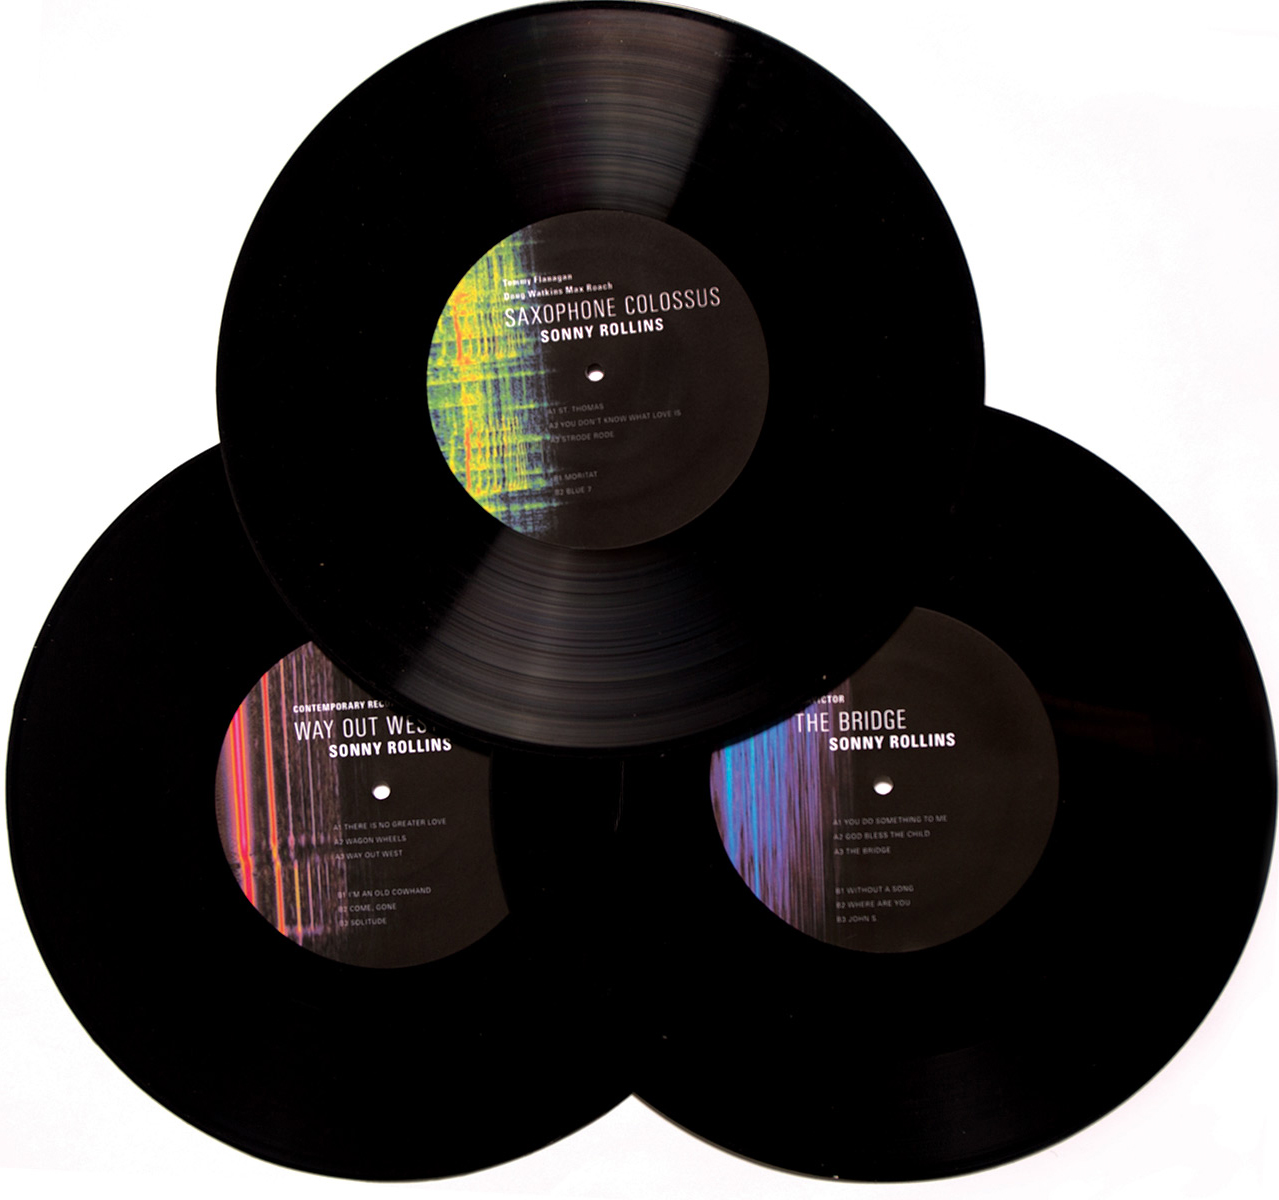 Tommy Flanagan
Doug Watkins Max Roach
SAXOPHONE COLOSSUS
SONNY ROLLINS
A1 ST. THOMAS
A2 YOU DON'T KNOW WHAT LOVE IS
A3 STRODE RODE
B1 MORITAT
B2 BLUE 7
CONTEMPORARY
WAY OUT WEST
SONNY ROLLINS
A1 THERE IS NO GREATER LOVE
A2 WAGON WHEELS
A3 WAY OUT WEST
B1 I'M AN OLD COWHAND
B2 COME, GONE
B3 SOLITUDE
THE BRIDGE
SONNY ROLLINS
A1 YOU DO SOMETHING TO ME
A2 GOD BLESS THE CHILD
A3 THE BRIDGE
B1 WITHOUT A SONG
B2 WHERE ARE YOU
B3 JOHN S.